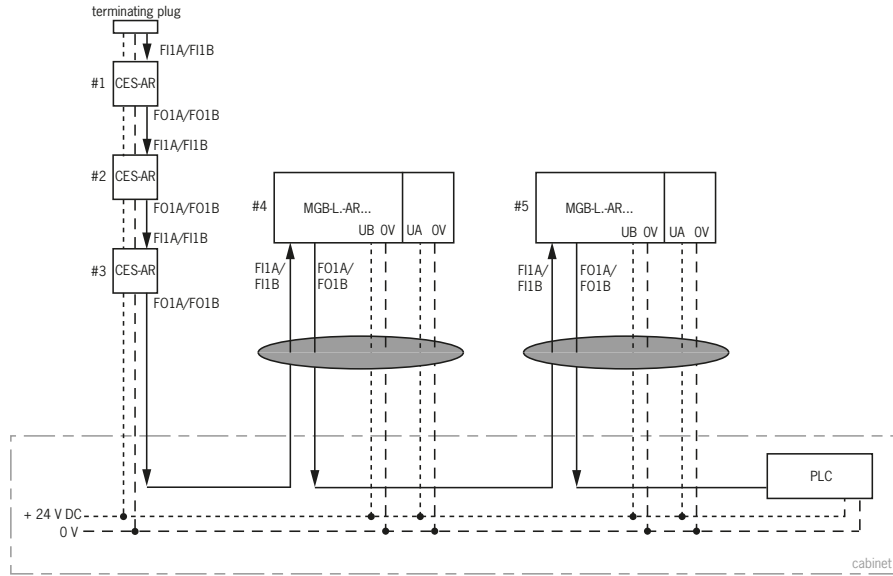 terminating plug
FI1A/FI1B
#1 CES-AR
FO1A/FO1B
FI1A/FI1B
#2 CES-AR
FO1A/FO1B
FI1A/FI1B
#3 CES-AR
FO1A/FO1B
#4
MGB-L.-AR...
UB 0V UA 0V
FI1A/
FI1B
FO1A/
FO1B
#5
MGB-L.-AR...
UB 0V UA 0V
FI1A/
FI1B
FO1A/
FO1B
PLC
+ 24 V DC
0 V
cabinet